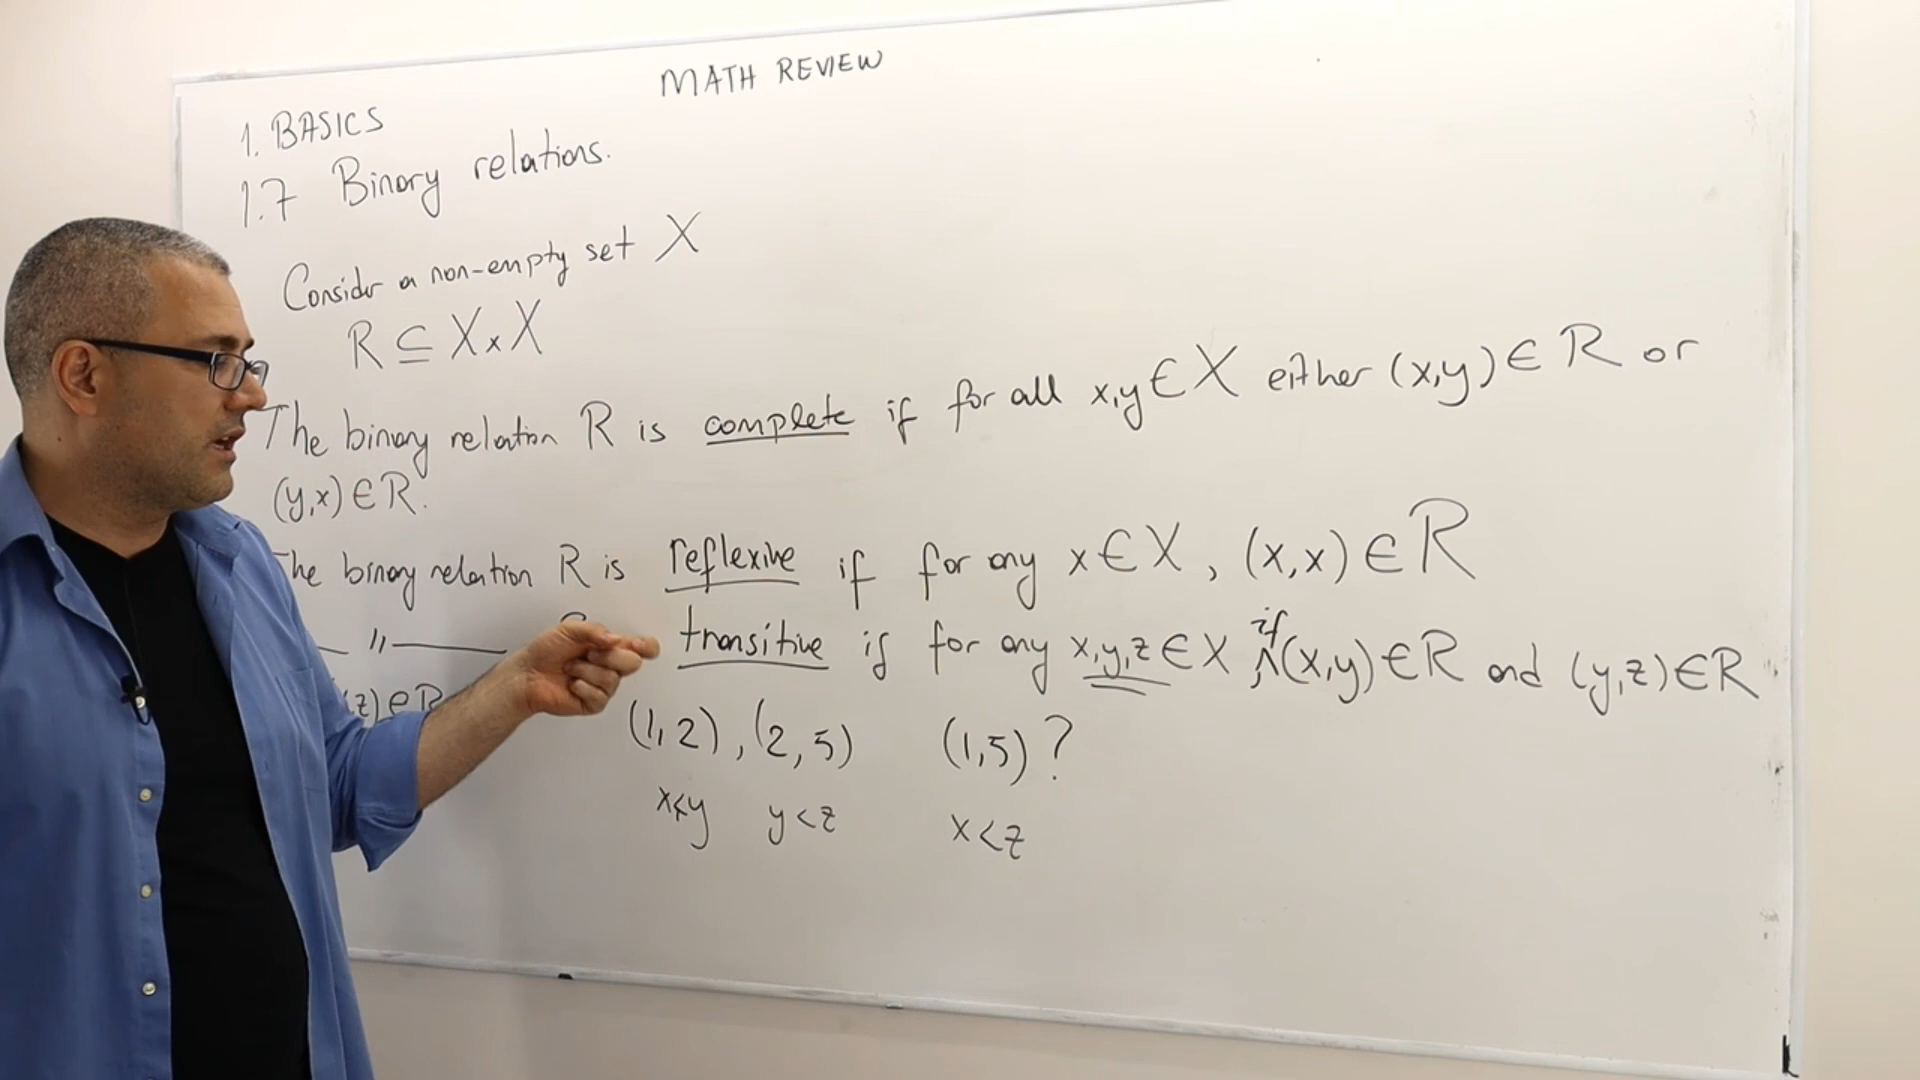 MATH REVIEW
1. BASICS
1.7 Binary relations.
Consider a non-empty set X
R ⊆ X x X
The binary relation R is complete if for all x,y ∈ X either (x,y) ∈ R or
(y,x) ∈ R.
The binary relation R is reflexive if for any x ∈ X, (x,x) ∈ R
— " — transitive if for any x,y,z ∈ X if (x,y) ∈ R and (y,z) ∈ R
z) ∈ R
(1,2), (2,5) (1,5)?
x<y y<z x<z